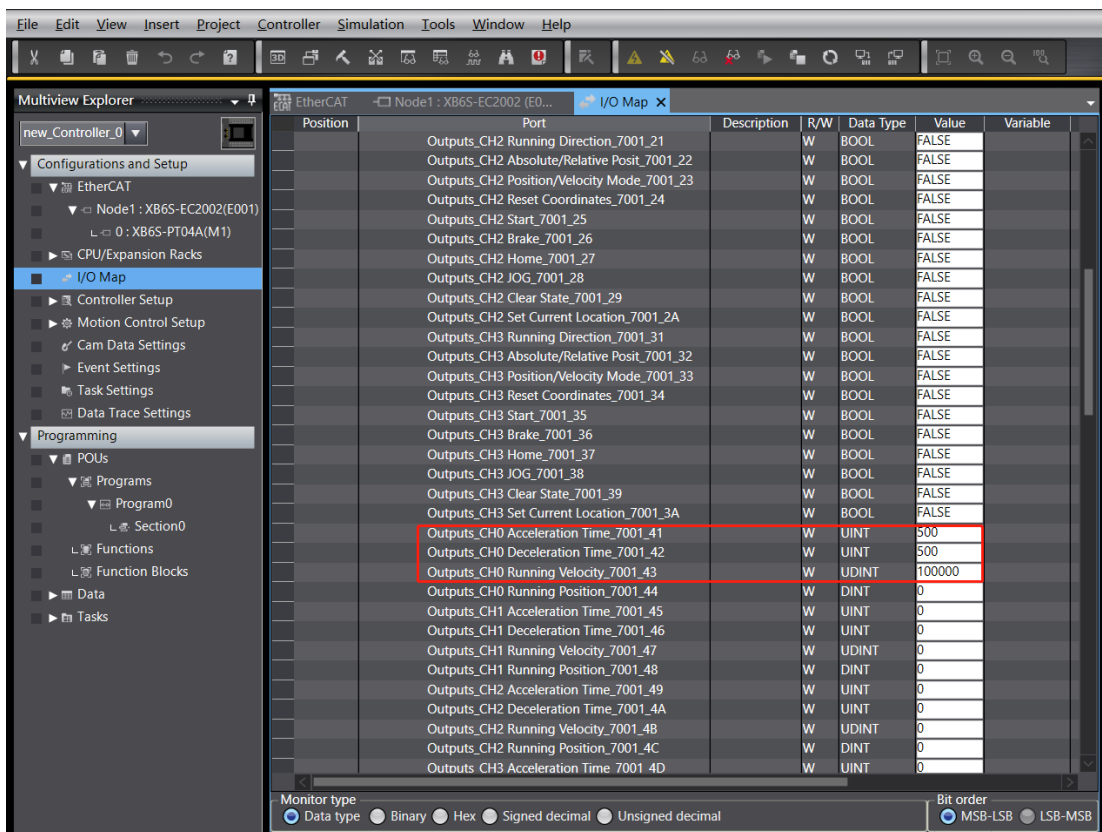 File Edit View Insert Project Controller Simulation Tools Window Help
Multiview Explorer
new_Controller_0
Configurations and Setup
EtherCAT
Node1 : XB6S-EC2002(E001)
0 : XB6S-PT04A(M1)
CPU/Expansion Racks
I/O Map
Controller Setup
Motion Control Setup
Cam Data Settings
Event Settings
Task Settings
Data Trace Settings
Programming
POUs
Programs
Program0
Section0
Functions
Function Blocks
Data
Tasks
EtherCAT Node1 : XB6S-EC2002 (E0... I/O Map
Position Port Description R/W Data Type Value Variable
Outputs_CH2 Running Direction_7001_21 W BOOL FALSE
Outputs_CH2 Absolute/Relative Posit_7001_22 W BOOL FALSE
Outputs_CH2 Position/Velocity Mode_7001_23 W BOOL FALSE
Outputs_CH2 Reset Coordinates_7001_24 W BOOL FALSE
Outputs_CH2 Start_7001_25 W BOOL FALSE
Outputs_CH2 Brake_7001_26 W BOOL FALSE
Outputs_CH2 Home_7001_27 W BOOL FALSE
Outputs_CH2 JOG_7001_28 W BOOL FALSE
Outputs_CH2 Clear State_7001_29 W BOOL FALSE
Outputs_CH2 Set Current Location_7001_2A W BOOL FALSE
Outputs_CH3 Running Direction_7001_31 W BOOL FALSE
Outputs_CH3 Absolute/Relative Posit_7001_32 W BOOL FALSE
Outputs_CH3 Position/Velocity Mode_7001_33 W BOOL FALSE
Outputs_CH3 Reset Coordinates_7001_34 W BOOL FALSE
Outputs_CH3 Start_7001_35 W BOOL FALSE
Outputs_CH3 Brake_7001_36 W BOOL FALSE
Outputs_CH3 Home_7001_37 W BOOL FALSE
Outputs_CH3 JOG_7001_38 W BOOL FALSE
Outputs_CH3 Clear State_7001_39 W BOOL FALSE
Outputs_CH3 Set Current Location_7001_3A W BOOL FALSE
Outputs_CH0 Acceleration Time_7001_41 W UINT 500
Outputs_CH0 Deceleration Time_7001_42 W UINT 500
Outputs_CH0 Running Velocity_7001_43 W UDINT 100000
Outputs_CH0 Running Position_7001_44 W DINT 0
Outputs_CH1 Acceleration Time_7001_45 W UINT 0
Outputs_CH1 Deceleration Time_7001_46 W UINT 0
Outputs_CH1 Running Velocity_7001_47 W UDINT 0
Outputs_CH1 Running Position_7001_48 W DINT 0
Outputs_CH2 Acceleration Time_7001_49 W UINT 0
Outputs_CH2 Deceleration Time_7001_4A W UINT 0
Outputs_CH2 Running Velocity_7001_4B W UDINT 0
Outputs_CH2 Running Position_7001_4C W DINT 0
Outputs CH3 Acceleration Time 7001 4D W UINT 0
Monitor type
Data type Binary Hex Signed decimal Unsigned decimal
Bit order
MSB-LSB LSB-MSB